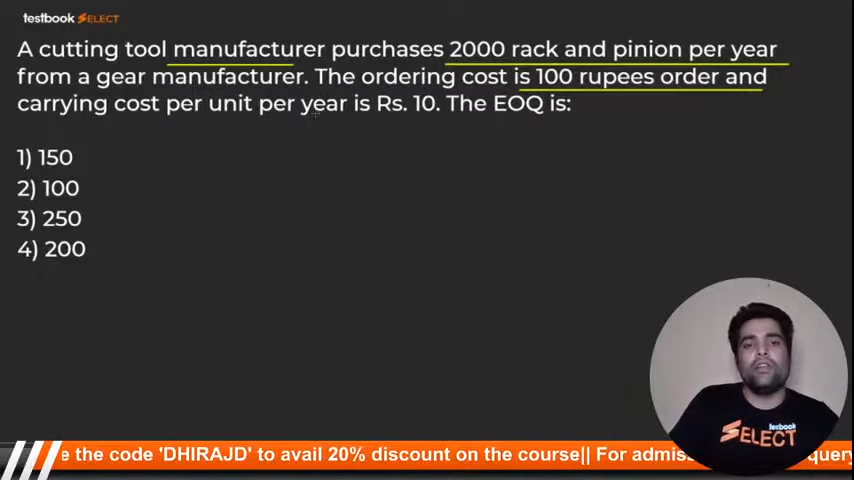 testbook SELECT
A cutting tool manufacturer purchases 2000 rack and pinion per year
from a gear manufacturer. The ordering cost is 100 rupees order and
carrying cost per unit per year is Rs. 10. The EOQ is:
1) 150
2) 100
3) 250
4) 200
testbook
SELECT
e the code 'DHIRAJD' to avail 20% discount on the course|| For admis query